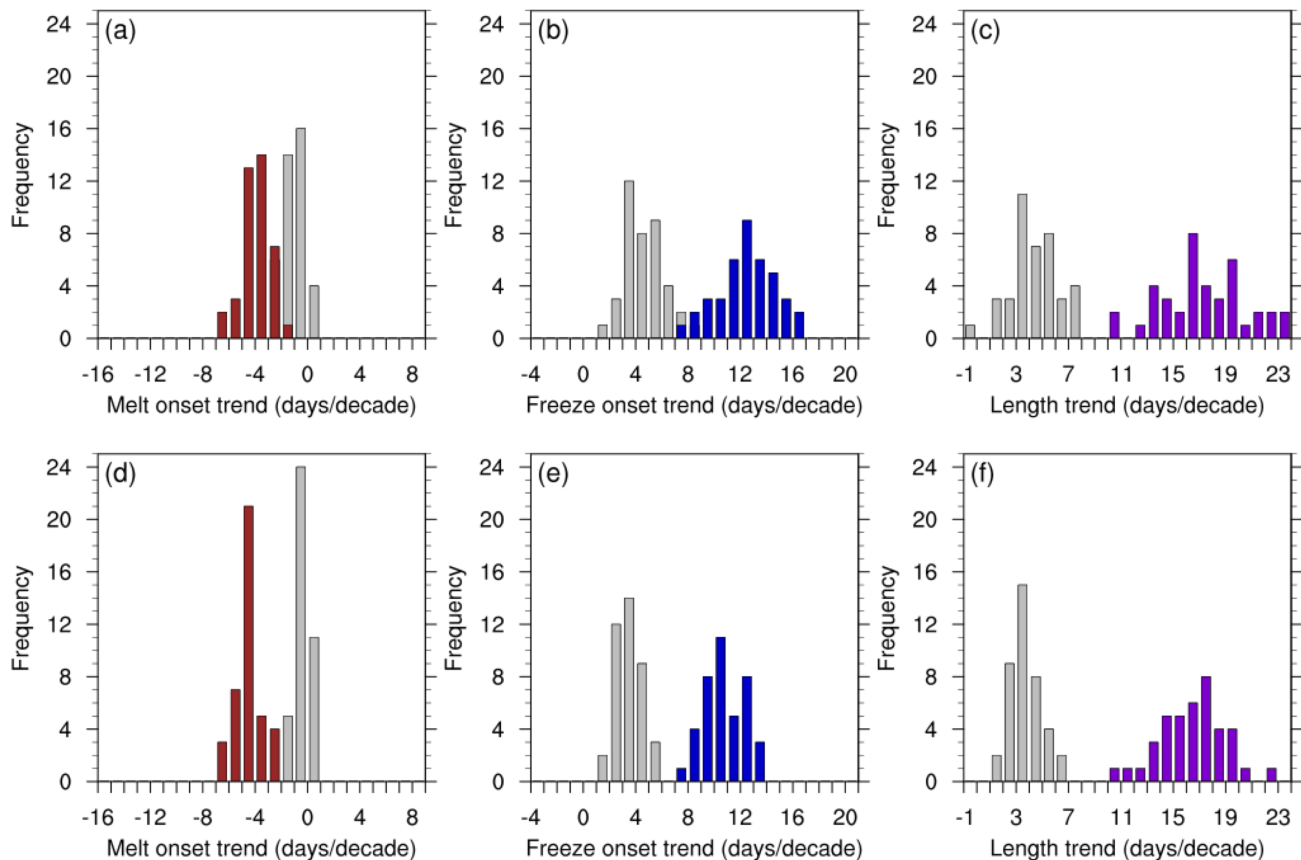 (a)
24
20
16
12
8
4
0
Frequency
-16 -12 -8 -4 0 4 8
Melt onset trend (days/decade)
(b)
24
20
16
12
8
4
0
Frequency
-4 0 4 8 12 16 20
Freeze onset trend (days/decade)
(c)
24
20
16
12
8
4
0
Frequency
-1 3 7 11 15 19 23
Length trend (days/decade)
(d)
24
20
16
12
8
4
0
Frequency
-16 -12 -8 -4 0 4 8
Melt onset trend (days/decade)
(e)
24
20
16
12
8
4
0
Frequency
-4 0 4 8 12 16 20
Freeze onset trend (days/decade)
(f)
24
20
16
12
8
4
0
Frequency
-1 3 7 11 15 19 23
Length trend (days/decade)